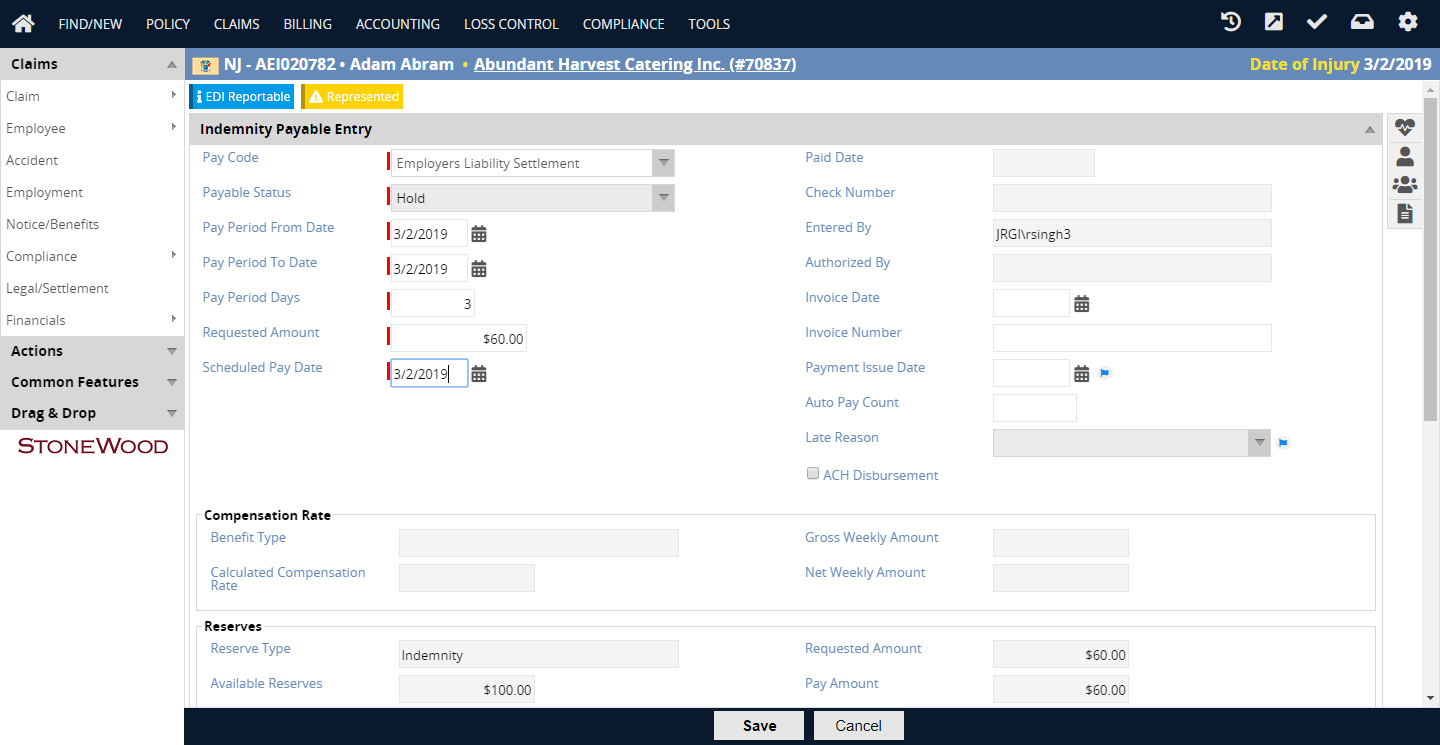 FIND/NEW POLICY CLAIMS BILLING ACCOUNTING LOSS CONTROL COMPLIANCE TOOLS
NJ - AEI020782 • Adam Abram • Abundant Harvest Catering Inc. (#70837) Date of Injury 3/2/2019
Claims
Claim
Employee
Accident
Employment
Notice/Benefits
Compliance
Legal/Settlement
Financials
Actions
Common Features
Drag & Drop
STONEWOOD
EDI Reportable Represented
Indemnity Payable Entry
Pay Code Employers Liability Settlement
Payable Status Hold
Pay Period From Date 3/2/2019
Pay Period To Date 3/2/2019
Pay Period Days 3
Requested Amount $60.00
Scheduled Pay Date 3/2/2019
Paid Date
Check Number
Entered By JRGI\rsingh3
Authorized By
Invoice Date
Invoice Number
Payment Issue Date
Auto Pay Count
Late Reason
ACH Disbursement
Compensation Rate
Benefit Type
Calculated Compensation
Rate
Gross Weekly Amount
Net Weekly Amount
Reserves
Reserve Type Indemnity
Available Reserves $100.00
Requested Amount $60.00
Pay Amount $60.00
Save Cancel